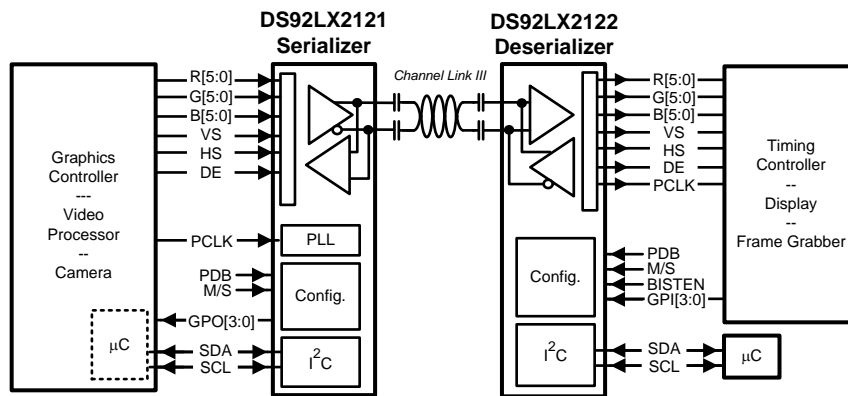 DS92LX2121
Serializer
DS92LX2122
Deserializer
Channel Link III
Graphics
Controller
---
Video
Processor
--
Camera
μC
R[5:0]
G[5:0]
B[5:0]
VS
HS
DE
PCLK
PDB
M/S
GPO[3:0]
SDA
SCL
PLL
Config.
I²C
Config.
I²C
R[5:0]
G[5:0]
B[5:0]
VS
HS
DE
PCLK
PDB
M/S
BISTEN
GPI[3:0]
SDA
SCL
Timing
Controller
--
Display
--
Frame Grabber
μC